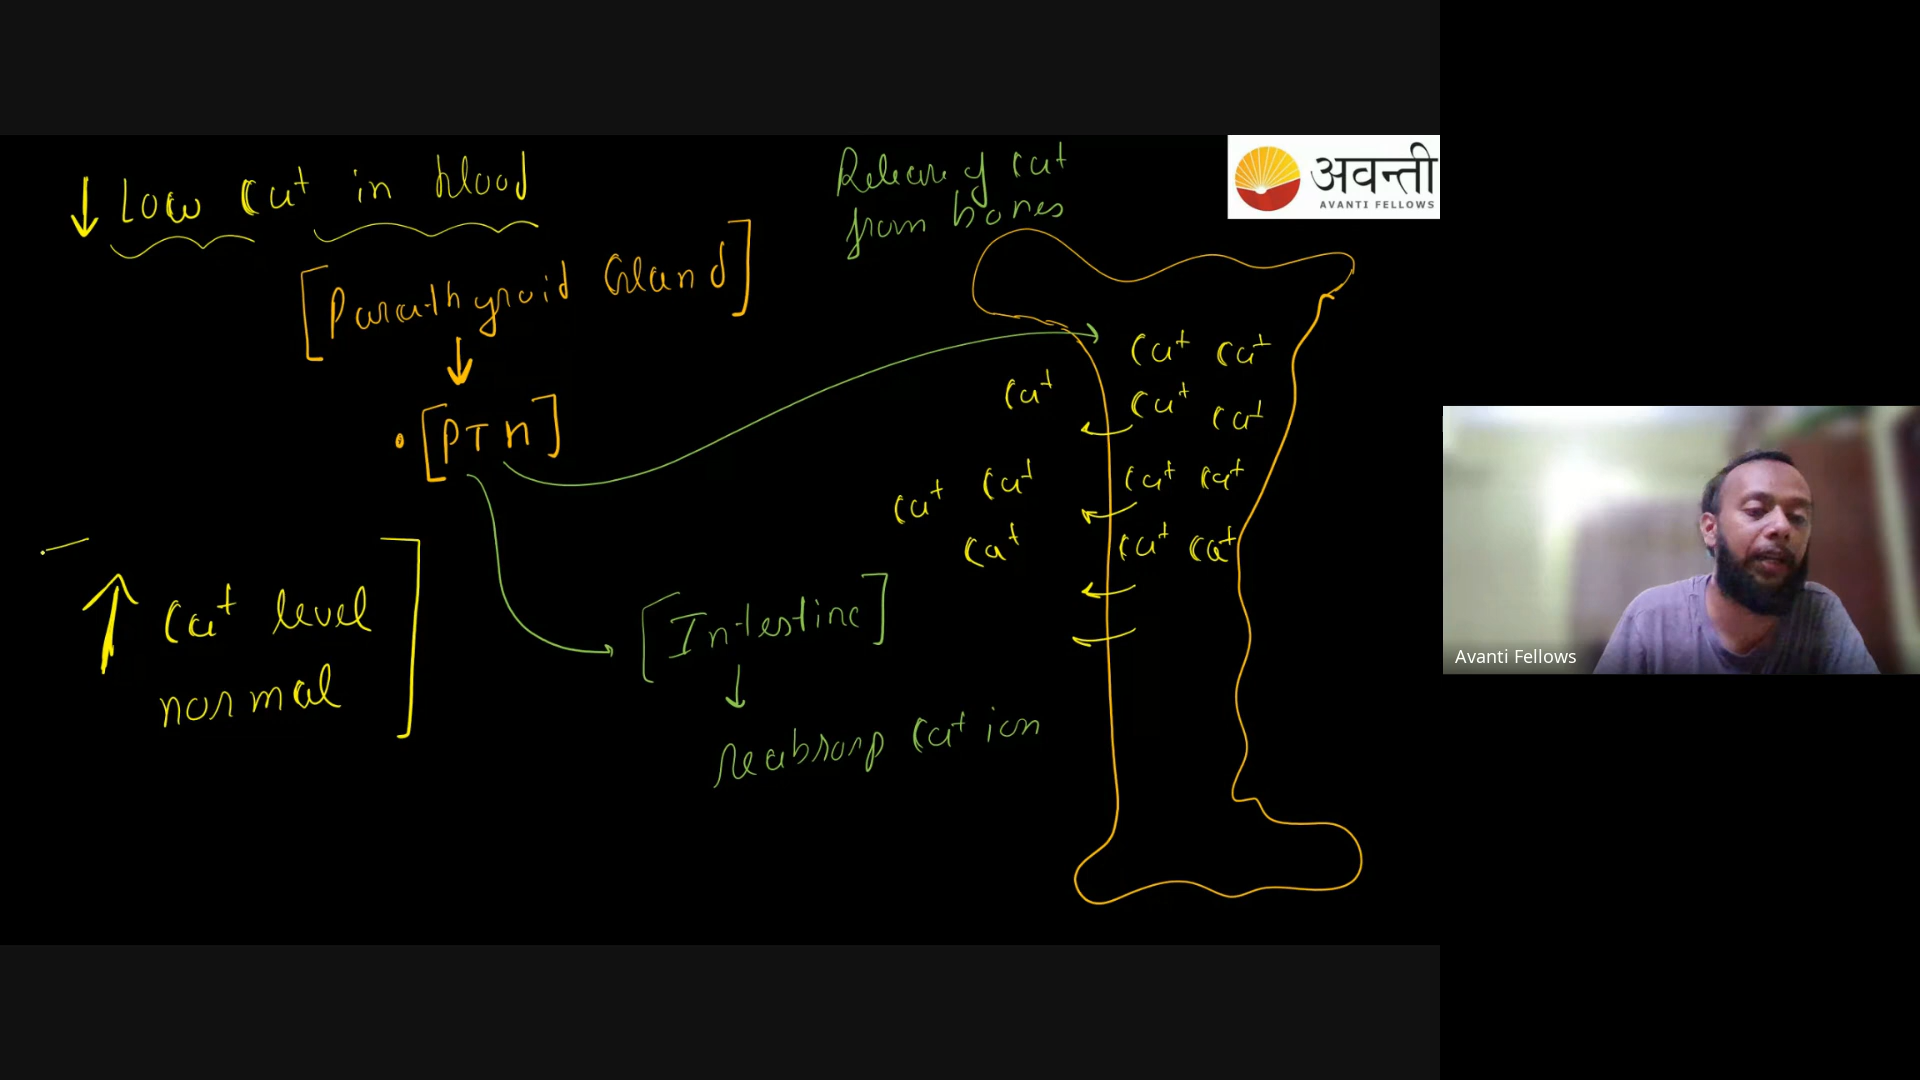 ↓ Low Ca+ in blood
[Parathyroid Gland]
↓
[PTH]
↑ Ca+ level
normal
Release of Ca+
from bones
Ca+ Ca+
Ca+ Ca+ Ca+
Ca+ Ca+ Ca+ Ca+
Ca+ Ca+ Ca+
[Intestine]
↓
Reabsorp Ca+ ion
अवन्ती
AVANTI FELLOWS
Avanti Fellows